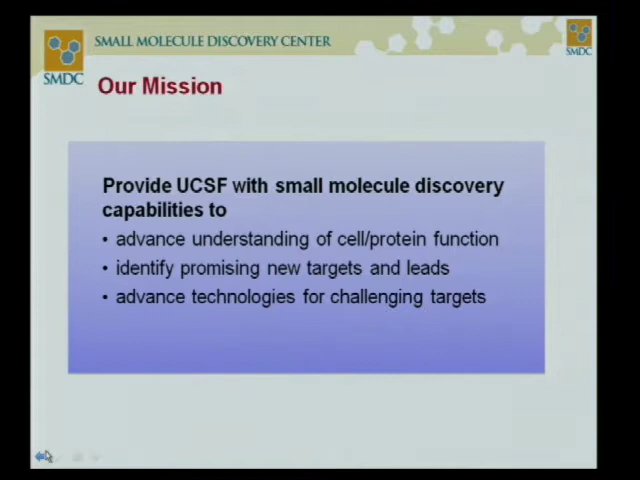 SMALL MOLECULE DISCOVERY CENTER
SMDC
SMDC
Our Mission
Provide UCSF with small molecule discovery
capabilities to
• advance understanding of cell/protein function
• identify promising new targets and leads
• advance technologies for challenging targets